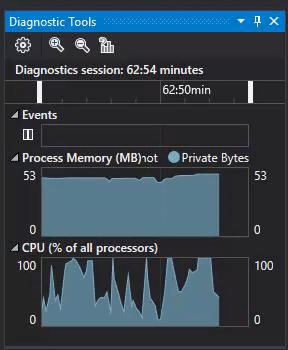 Diagnostic Tools
Diagnostics session: 62:54 minutes
62:50min
Events
Process Memory (MB)not Private Bytes
53 53
0 0
CPU (% of all processors)
100 100
0 0